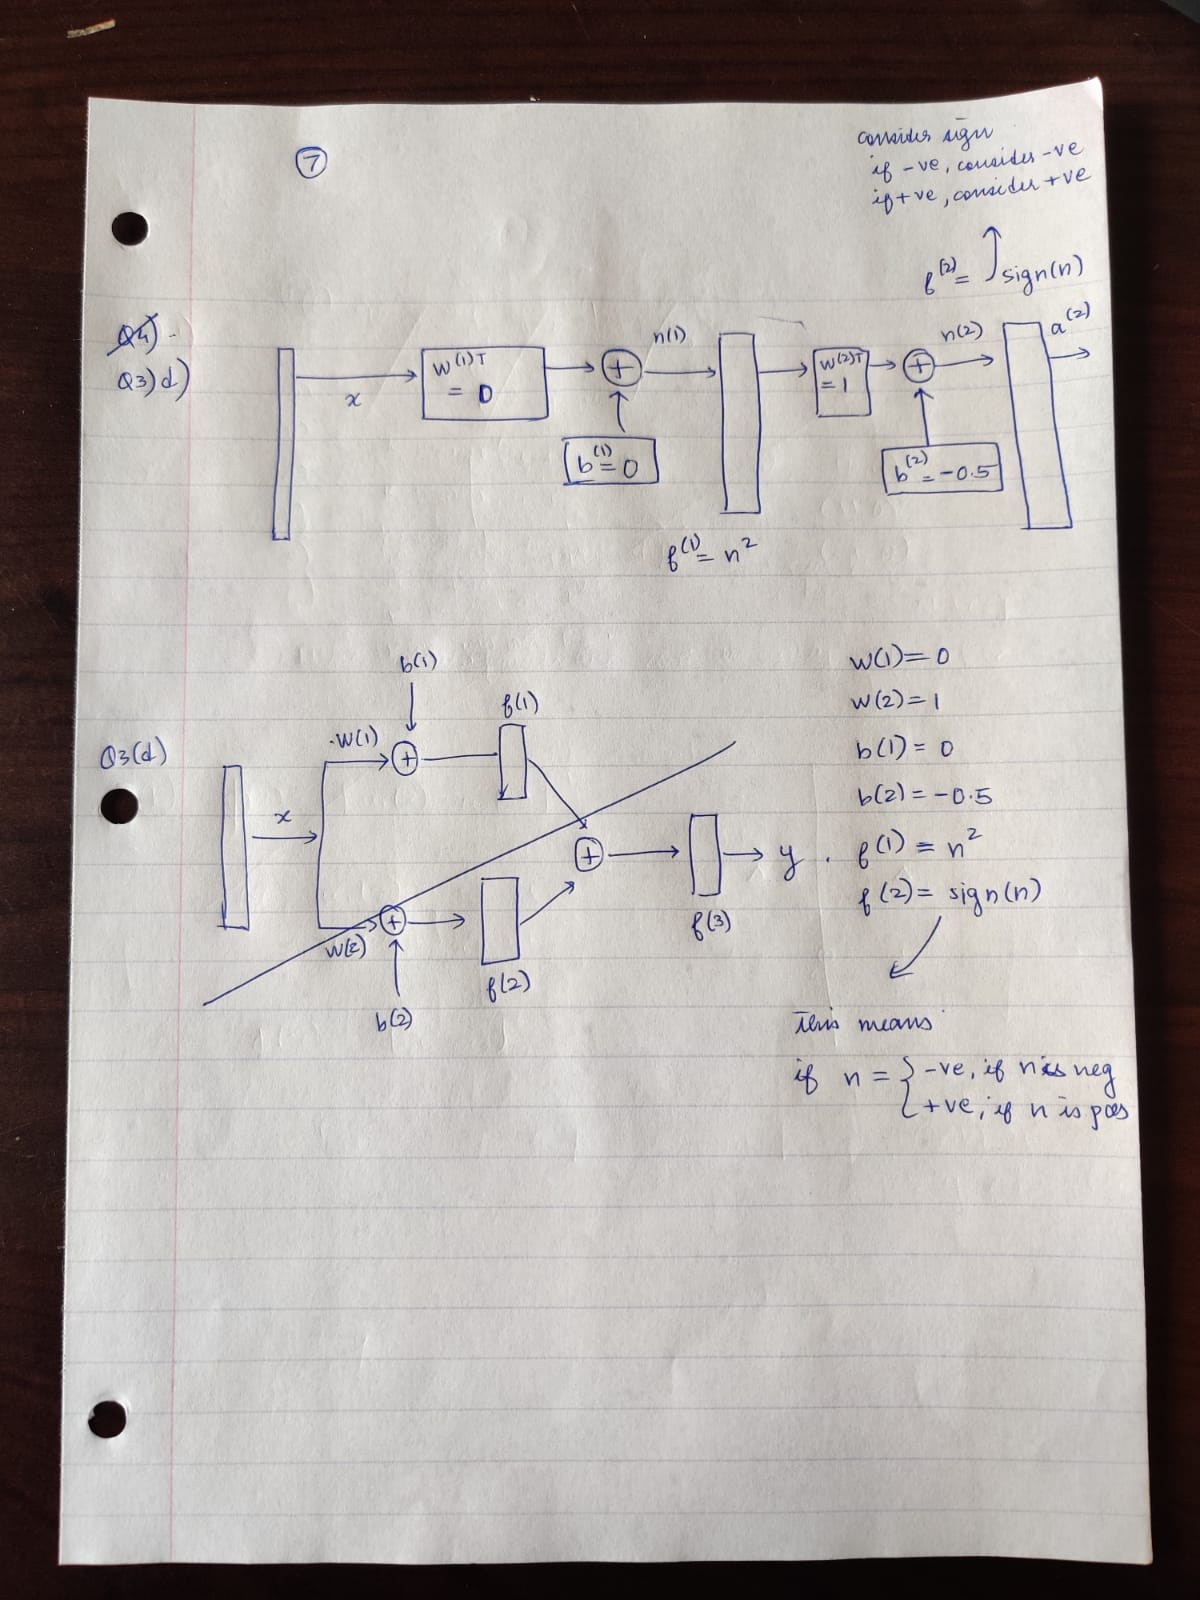 7
consider sign
if -ve, consider -ve
if +ve, consider +ve
f(2) = sign(n)
Q4)
Q3)d)
x
W(1)T = 0
n(1)
b(1) = 0
f(1) = n²
W(2)T = 1
n(2)
b(2) = -0.5
a(2)
Q3(d)
x
b(1)
W(1)
f(1)
W(2)
b(2)
f(2)
f(3)
y
W(1) = 0
W(2) = 1
b(1) = 0
b(2) = -0.5
f(1) = n²
f(2) = sign(n)
This means
if n = { -ve, if n is neg
+ve, if n is pos